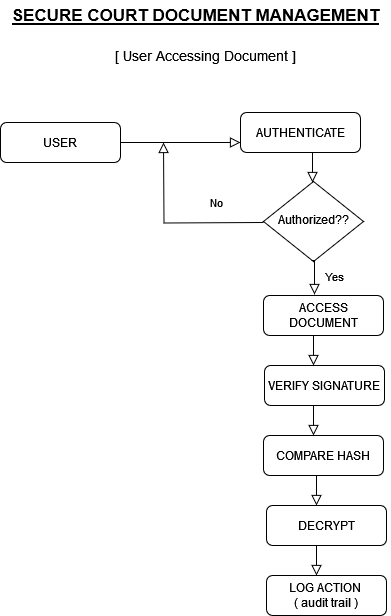 SECURE COURT DOCUMENT MANAGEMENT
[ User Accessing Document ]
USER
AUTHENTICATE
No
Authorized??
Yes
ACCESS
DOCUMENT
VERIFY SIGNATURE
COMPARE HASH
DECRYPT
LOG ACTION
( audit trail )